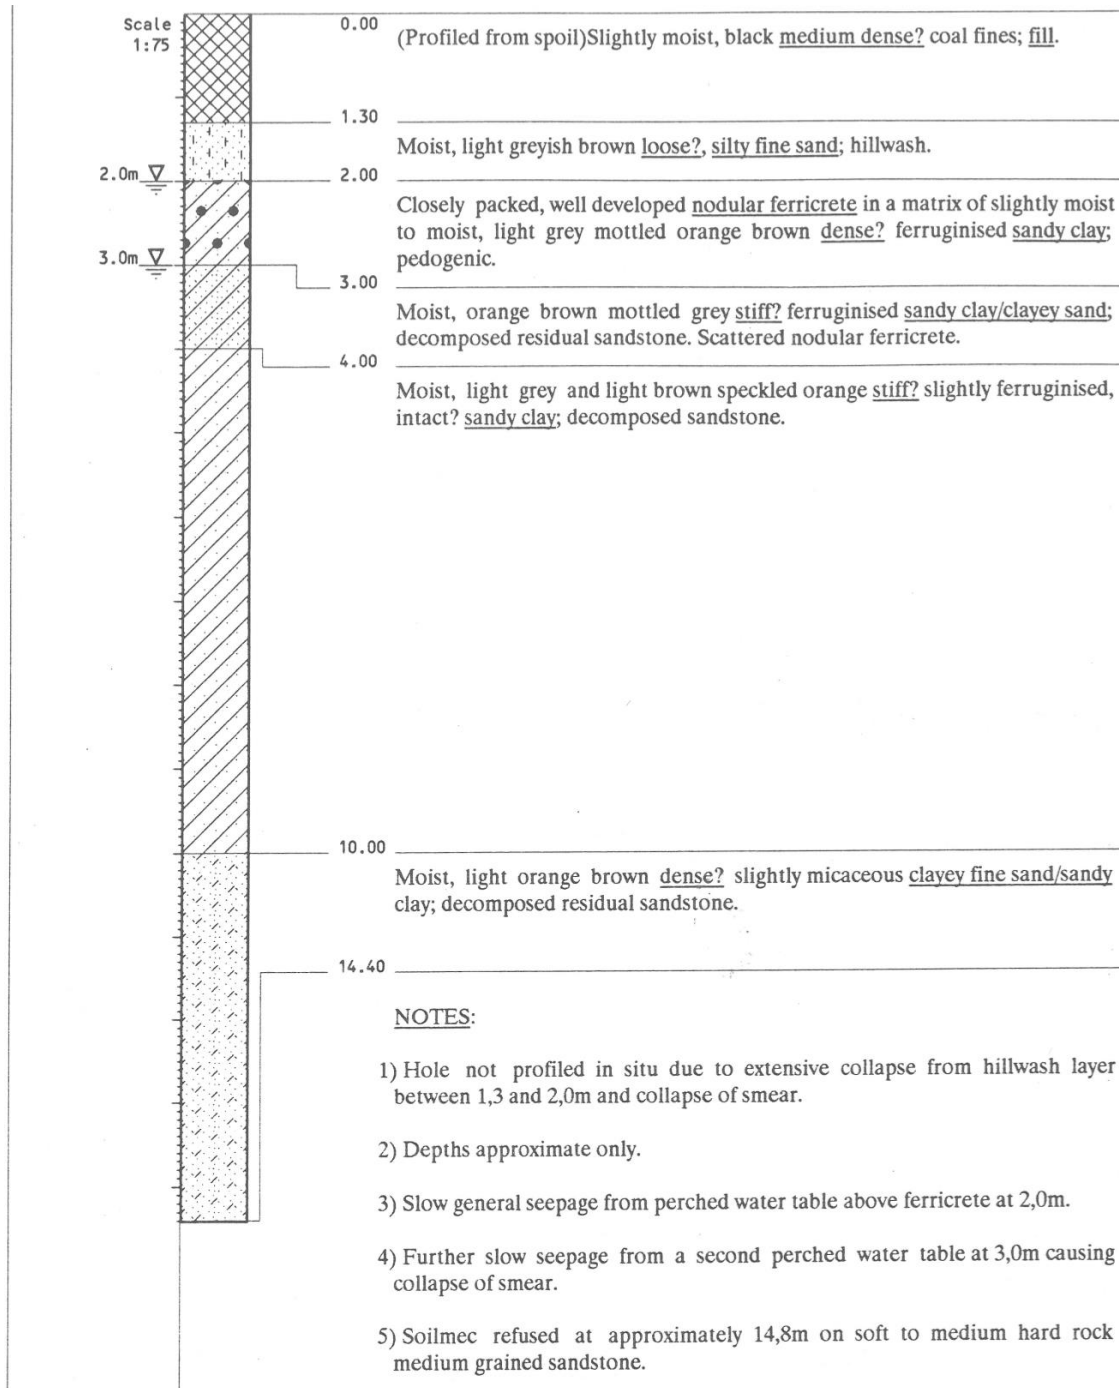 Scale
1:75
0.00
(Profiled from spoil)Slightly moist, black medium dense? coal fines; fill.
1.30
Moist, light greyish brown loose?, silty fine sand; hillwash.
2.0m
2.00
Closely packed, well developed nodular ferricrete in a matrix of slightly moist
to moist, light grey mottled orange brown dense? ferruginised sandy clay;
pedogenic.
3.0m
3.00
Moist, orange brown mottled grey stiff? ferruginised sandy clay/clayey sand;
decomposed residual sandstone. Scattered nodular ferricrete.
4.00
Moist, light grey and light brown speckled orange stiff? slightly ferruginised,
intact? sandy clay; decomposed sandstone.
10.00
Moist, light orange brown dense? slightly micaceous clayey fine sand/sandy
clay; decomposed residual sandstone.
14.40
NOTES:
1) Hole not profiled in situ due to extensive collapse from hillwash layer
between 1,3 and 2,0m and collapse of smear.
2) Depths approximate only.
3) Slow general seepage from perched water table above ferricrete at 2,0m.
4) Further slow seepage from a second perched water table at 3,0m causing
collapse of smear.
5) Soilmec refused at approximately 14,8m on soft to medium hard rock
medium grained sandstone.